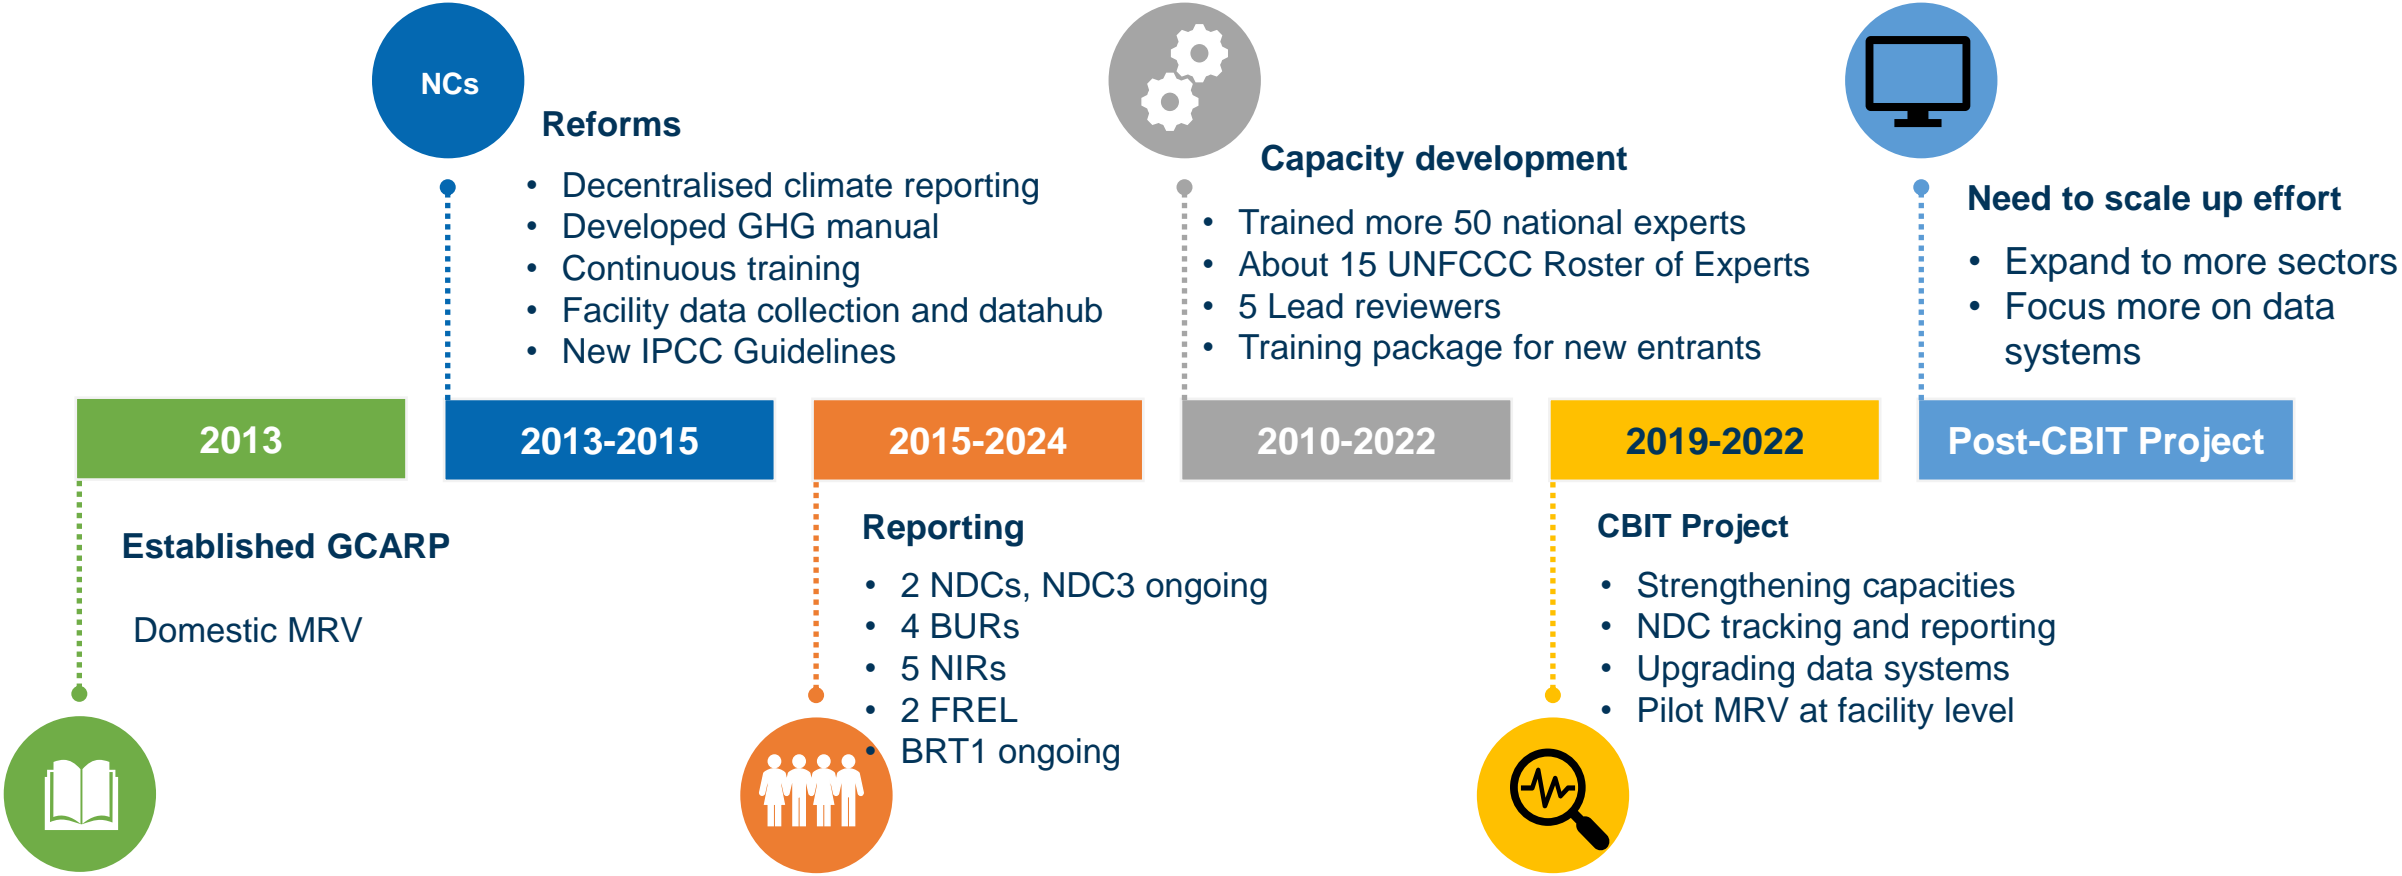 NCs
Reforms
• Decentralised climate reporting
• Developed GHG manual
• Continuous training
• Facility data collection and datahub
• New IPCC Guidelines
Capacity development
• Trained more 50 national experts
• About 15 UNFCCC Roster of Experts
• 5 Lead reviewers
• Training package for new entrants
Need to scale up effort
• Expand to more sectors
• Focus more on data
systems
2013
2013-2015
2015-2024
2010-2022
2019-2022
Post-CBIT Project
Established GCARP
Domestic MRV
Reporting
• 2 NDCs, NDC3 ongoing
• 4 BURs
• 5 NIRs
• 2 FREL
• BRT1 ongoing
CBIT Project
• Strengthening capacities
• NDC tracking and reporting
• Upgrading data systems
• Pilot MRV at facility level